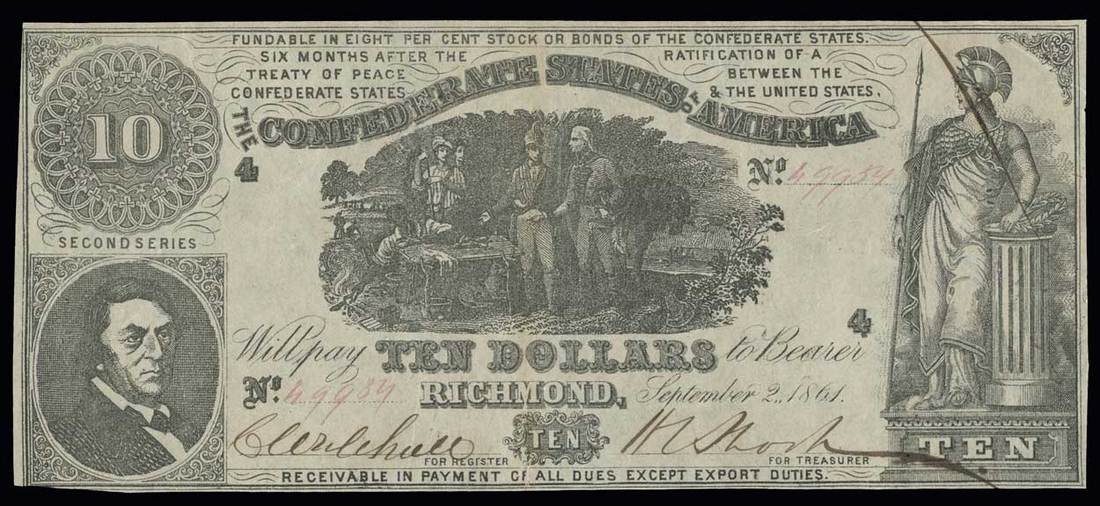 FUNDABLE IN EIGHT PER CENT STOCK OR BONDS OF THE CONFEDERATE STATES.
SIX MONTHS AFTER THE RATIFICATION OF A
TREATY OF PEACE BETWEEN THE
CONFEDERATE STATES & THE UNITED STATES.
THE CONFEDERATE STATES OF AMERICA
10
4
No. 49934
SECOND SERIES
4
Will pay TEN DOLLARS to Bearer
No. 49934
RICHMOND, September 2, 1861.
TEN
TEN
FOR REGISTER
FOR TREASURER
RECEIVABLE IN PAYMENT OF ALL DUES EXCEPT EXPORT DUTIES.